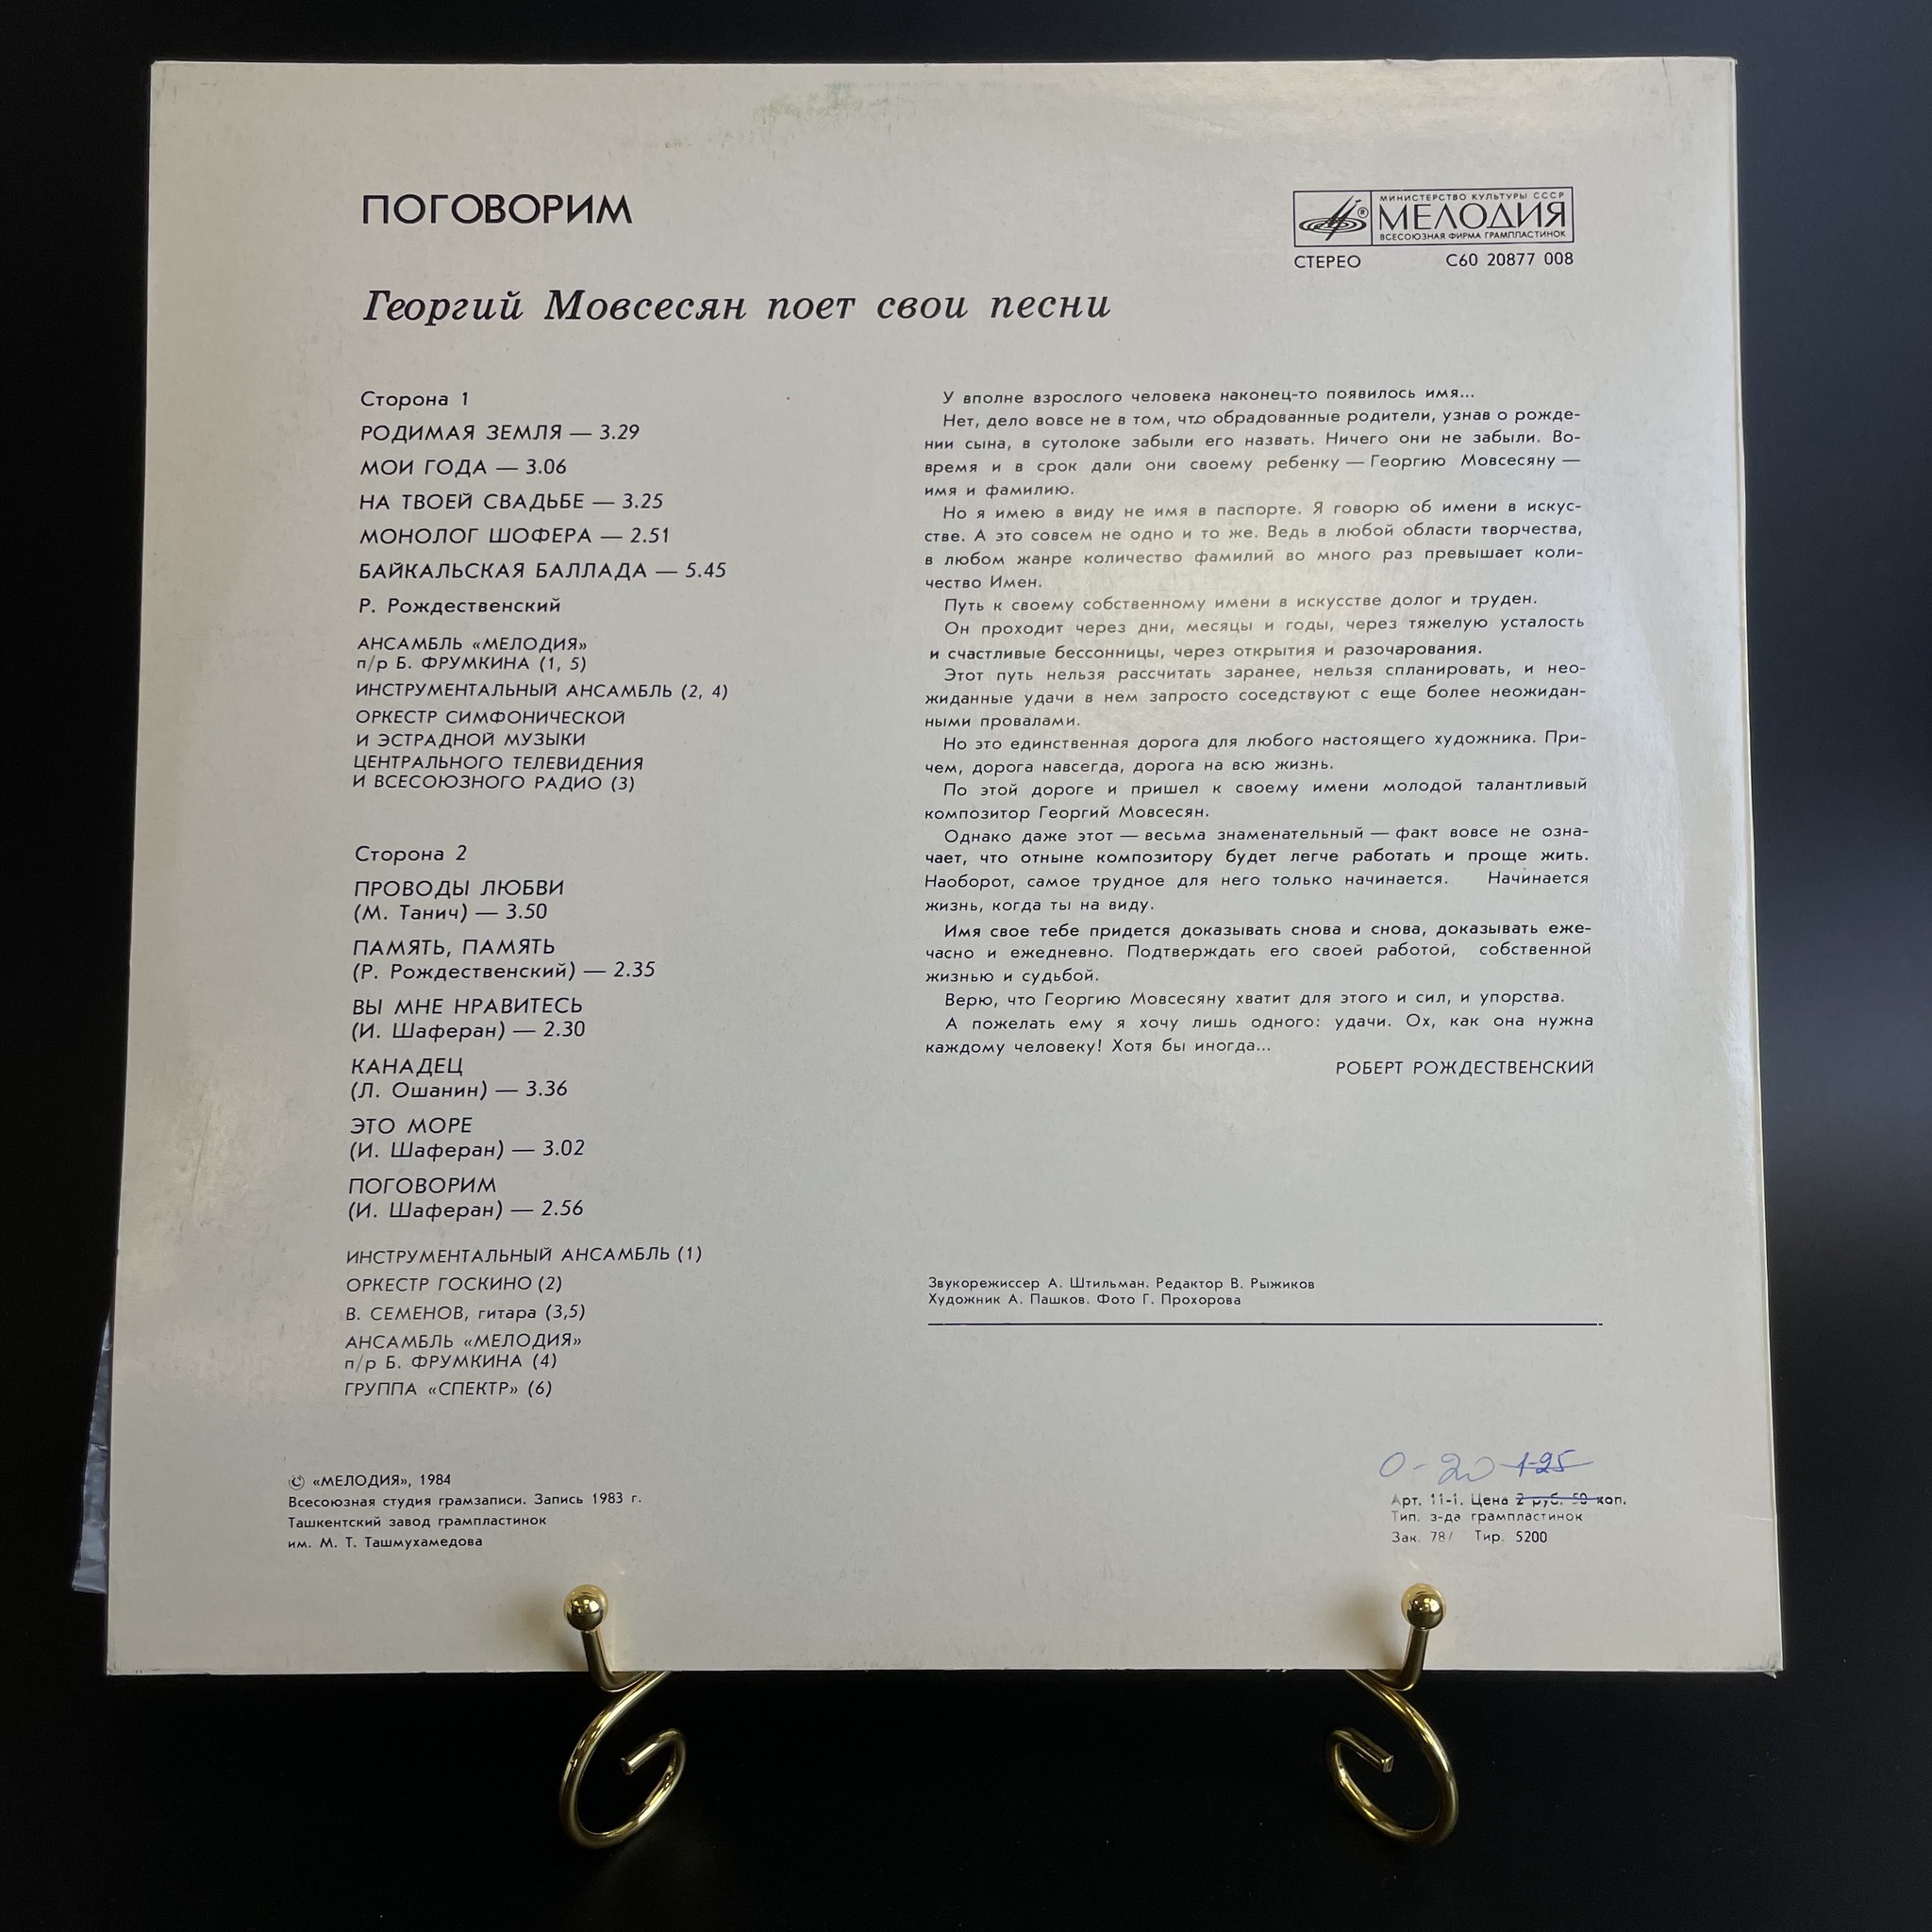 ПОГОВОРИМ
МИНИСТЕРСТВО КУЛЬТУРЫ СССР
МЕЛОДИЯ
ВСЕСОЮЗНАЯ ФИРМА ГРАМПЛАСТИНОК
СТЕРЕО С60 20877 008
Георгий Мовсесян поет свои песни
Сторона 1
РОДИМАЯ ЗЕМЛЯ — 3.29
МОИ ГОДА — 3.06
НА ТВОЕЙ СВАДЬБЕ — 3.25
МОНОЛОГ ШОФЕРА — 2.51
БАЙКАЛЬСКАЯ БАЛЛАДА — 5.45
Р. Рождественский
АНСАМБЛЬ «МЕЛОДИЯ»
п/р Б. ФРУМКИНА (1, 5)
ИНСТРУМЕНТАЛЬНЫЙ АНСАМБЛЬ (2, 4)
ОРКЕСТР СИМФОНИЧЕСКОЙ
И ЭСТРАДНОЙ МУЗЫКИ
ЦЕНТРАЛЬНОГО ТЕЛЕВИДЕНИЯ
И ВСЕСОЮЗНОГО РАДИО (3)
Сторона 2
ПРОВОДЫ ЛЮБВИ
(М. Танич) — 3.50
ПАМЯТЬ, ПАМЯТЬ
(Р. Рождественский) — 2.35
ВЫ МНЕ НРАВИТЕСЬ
(И. Шаферан) — 2.30
КАНАДЕЦ
(Л. Ошанин) — 3.36
ЭТО МОРЕ
(И. Шаферан) — 3.02
ПОГОВОРИМ
(И. Шаферан) — 2.56
ИНСТРУМЕНТАЛЬНЫЙ АНСАМБЛЬ (1)
ОРКЕСТР ГОСКИНО (2)
В. СЕМЕНОВ, гитара (3,5)
АНСАМБЛЬ «МЕЛОДИЯ»
п/р Б. ФРУМКИНА (4)
ГРУППА «СПЕКТР» (6)
У вполне взрослого человека наконец-то появилось имя...
Нет, дело вовсе не в том, что обрадованные родители, узнав о рожде-
нии сына, в сутолоке забыли его назвать. Ничего они не забыли. Во-
время и в срок дали они своему ребенку — Георгию Мовсесяну —
имя и фамилию.
Но я имею в виду не имя в паспорте. Я говорю об имени в искус-
стве. А это совсем не одно и то же. Ведь в любой области творчества,
в любом жанре количество фамилий во много раз превышает коли-
чество Имен.
Путь к своему собственному имени в искусстве долог и труден.
Он проходит через дни, месяцы и годы, через тяжелую усталость
и счастливые бессонницы, через открытия и разочарования.
Этот путь нельзя рассчитать заранее, нельзя спланировать, и нео-
жиданные удачи в нем запросто соседствуют с еще более неожидан-
ными провалами.
Но это единственная дорога для любого настоящего художника. При-
чем, дорога навсегда, дорога на всю жизнь.
По этой дороге и пришел к своему имени молодой талантливый
композитор Георгий Мовсесян.
Однако даже этот — весьма знаменательный — факт вовсе не озна-
чает, что отныне композитору будет легче работать и проще жить.
Наоборот, самое трудное для него только начинается. Начинается
жизнь, когда ты на виду.
Имя свое тебе придется доказывать снова и снова, доказывать еже-
часно и ежедневно. Подтверждать его своей работой, собственной
жизнью и судьбой.
Верю, что Георгию Мовсесяну хватит для этого и сил, и упорства.
А пожелать ему я хочу лишь одного: удачи. Ох, как она нужна
каждому человеку! Хотя бы иногда...
РОБЕРТ РОЖДЕСТВЕНСКИЙ
Звукорежиссер А. Штильман. Редактор В. Рыжиков
Художник А. Пашков. Фото Г. Прохорова
© «МЕЛОДИЯ», 1984
Всесоюзная студия грамзаписи. Запись 1983 г.
Ташкентский завод грампластинок
им. М. Т. Ташмухамедова
0-20 1-25
Арт. 11-1. Цена 2 руб. 50 коп.
Тип. з-да грампластинок
Зак. Тир. 5200